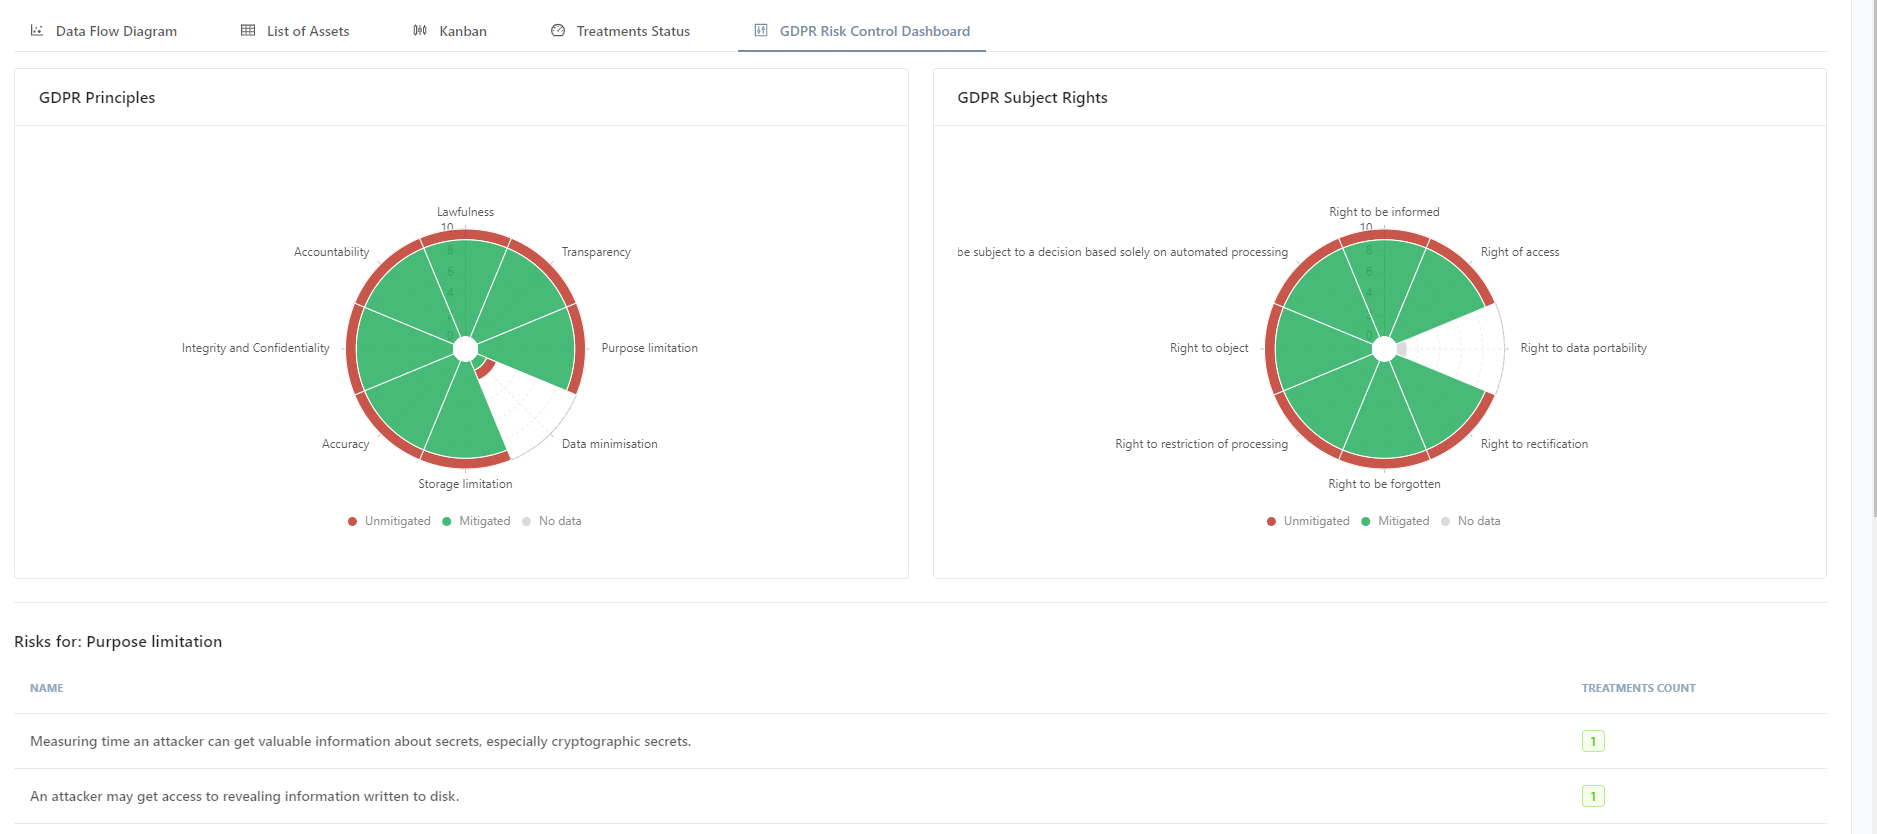 Data Flow Diagram
List of Assets
Kanban
Treatments Status
GDPR Risk Control Dashboard
GDPR Principles
Lawfulness
10
8
6
4
0
Accountability
Transparency
Integrity and Confidentiality
Purpose limitation
Accuracy
Data minimisation
Storage limitation
Unmitigated
Mitigated
No data
GDPR Subject Rights
Right to be informed
10
8
6
4
0
be subject to a decision based solely on automated processing
Right of access
Right to object
Right to data portability
Right to restriction of processing
Right to rectification
Right to be forgotten
Unmitigated
Mitigated
No data
Risks for: Purpose limitation
NAME
TREATMENTS COUNT
Measuring time an attacker can get valuable information about secrets, especially cryptographic secrets.
1
An attacker may get access to revealing information written to disk.
1